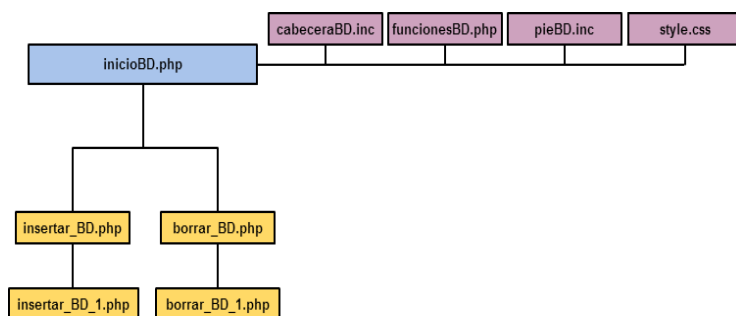 cabeceraBD.inc
funcionesBD.php
pieBD.inc
style.css
inicioBD.php
insertar_BD.php
borrar_BD.php
insertar_BD_1.php
borrar_BD_1.php